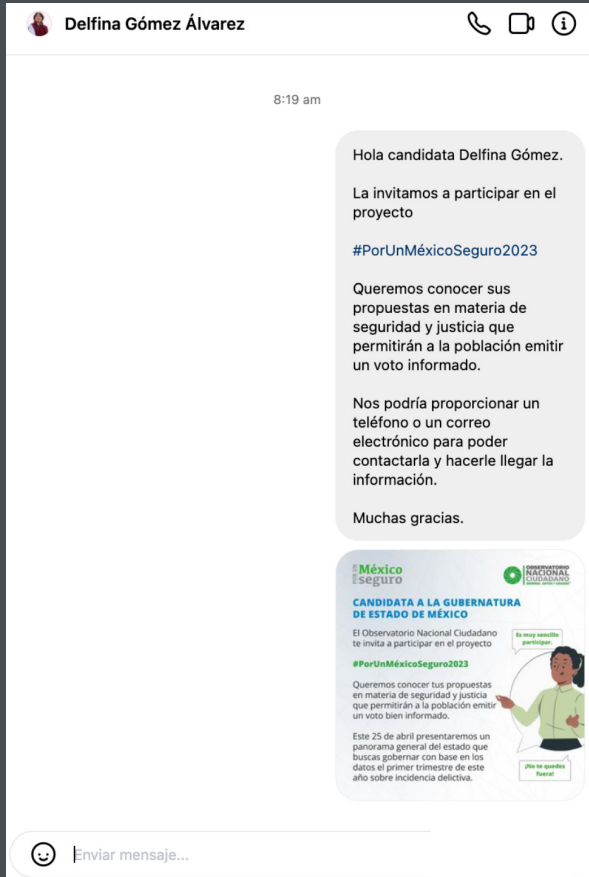 Delfina Gómez Álvarez
8:19 am
Hola candidata Delfina Gómez.
La invitamos a participar en el
proyecto
#PorUnMéxicoSeguro2023
Queremos conocer sus
propuestas en materia de
seguridad y justicia que
permitirán a la población emitir
un voto informado.
Nos podría proporcionar un
teléfono o un correo
electrónico para poder
contactarla y hacerle llegar la
información.
Muchas gracias.
POR UN
México
seguro
OBSERVATORIO
NACIONAL
CIUDADANO
CANDIDATA A LA GUBERNATURA
DE ESTADO DE MÉXICO
El Observatorio Nacional Ciudadano
te invita a participar en el proyecto
#PorUnMéxicoSeguro2023
Es muy sencillo
participar.
Queremos conocer tus propuestas
en materia de seguridad y justicia
que permitirán a la población emitir
un voto bien informado.
Este 25 de abril presentaremos un
panorama general del estado que
buscas gobernar con base en los
datos el primer trimestre de este
año sobre incidencia delictiva.
¡No te quedes
fuera!
Enviar mensaje...